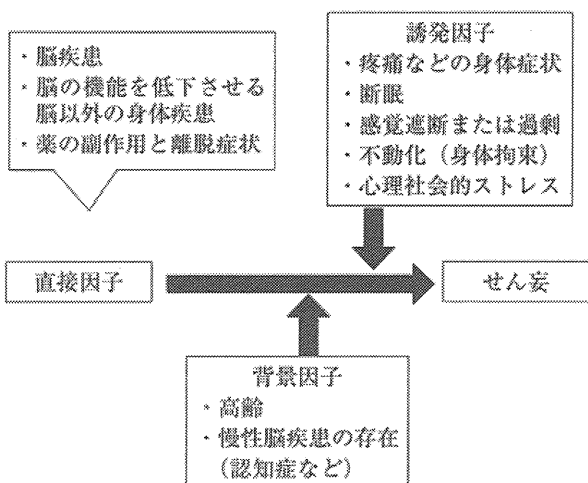 ・脳疾患
・脳の機能を低下させる
脳以外の身体疾患
・薬の副作用と離脱症状
誘発因子
・疼痛などの身体症状
・断眠
・感覚遮断または過剰
・不動化（身体拘束）
・心理社会的ストレス
直接因子
せん妄
背景因子
・高齢
・慢性脳疾患の存在
（認知症など）